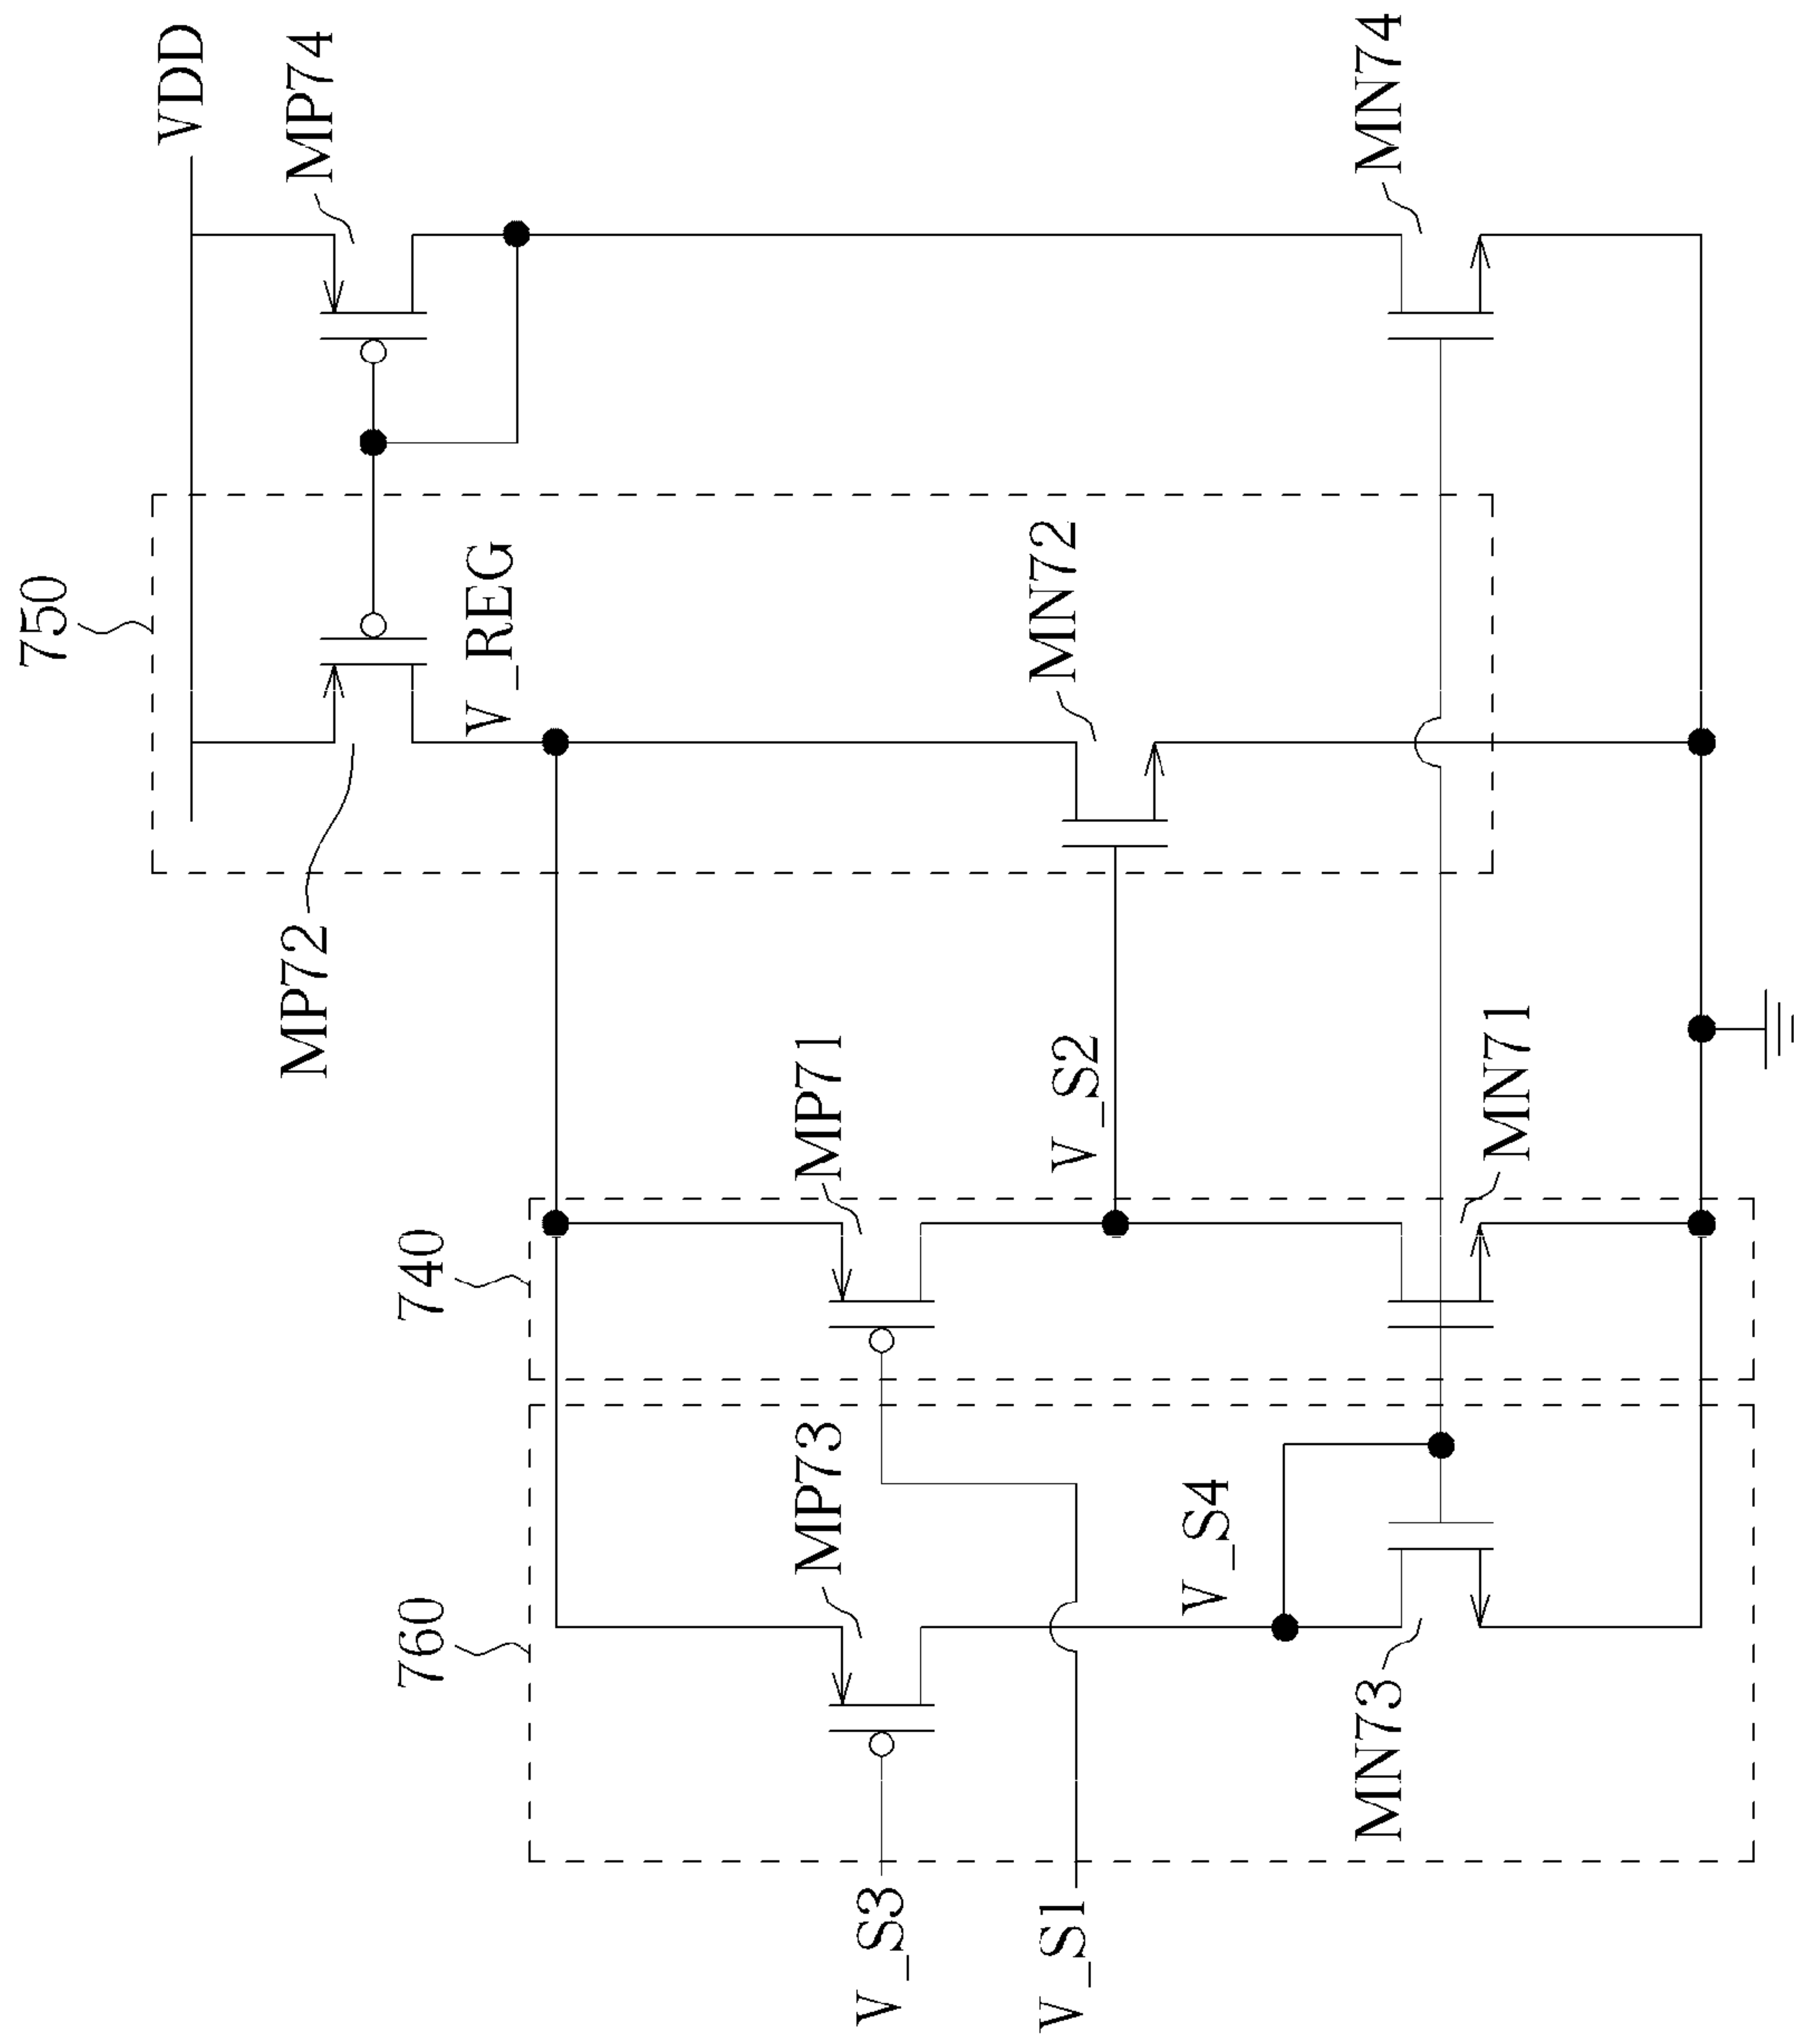 VDD
MP74
MN74
750
V_REG
MN72
MP72
MP71
V_S2
MN71
740
MP73
V_S4
760
MN73
V_S3
V_S1